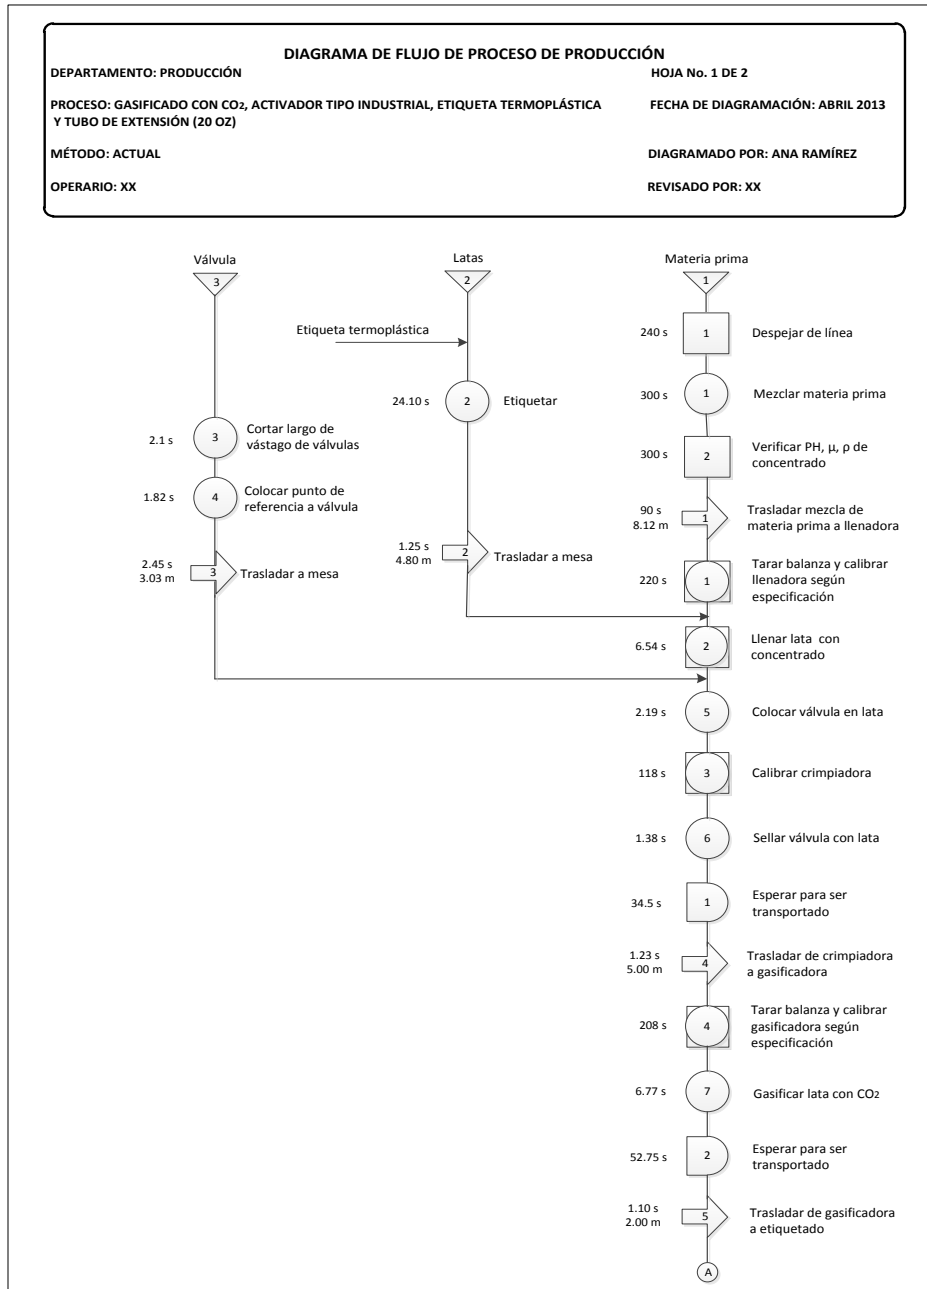 DIAGRAMA DE FLUJO DE PROCESO DE PRODUCCIÓN
DEPARTAMENTO: PRODUCCIÓN
HOJA No. 1 DE 2
PROCESO: GASIFICADO CON CO2, ACTIVADOR TIPO INDUSTRIAL, ETIQUETA TERMOPLÁSTICA
Y TUBO DE EXTENSIÓN (20 OZ)
FECHA DE DIAGRAMACIÓN: ABRIL 2013
MÉTODO: ACTUAL
DIAGRAMADO POR: ANA RAMÍREZ
OPERARIO: XX
REVISADO POR: XX
Válvula
3
2.1 s
3
Cortar largo de
vástago de válvulas
1.82 s
4
Colocar punto de
referencia a válvula
2.45 s
3.03 m
3
Trasladar a mesa
Latas
2
Etiqueta termoplástica
24.10 s
2
Etiquetar
1.25 s
4.80 m
2
Trasladar a mesa
Materia prima
1
240 s
1
Despejar de línea
300 s
1
Mezclar materia prima
300 s
2
Verificar PH, μ, ρ de
concentrado
90 s
8.12 m
1
Trasladar mezcla de
materia prima a llenadora
220 s
1
Tarar balanza y calibrar
llenadora según
especificación
6.54 s
2
Llenar lata con
concentrado
2.19 s
5
Colocar válvula en lata
118 s
3
Calibrar crimpiadora
1.38 s
6
Sellar válvula con lata
34.5 s
1
Esperar para ser
transportado
1.23 s
5.00 m
4
Trasladar de crimpiadora
a gasificadora
208 s
4
Tarar balanza y calibrar
gasificadora según
especificación
6.77 s
7
Gasificar lata con CO2
52.75 s
2
Esperar para ser
transportado
1.10 s
2.00 m
5
Trasladar de gasificadora
a etiquetado
A